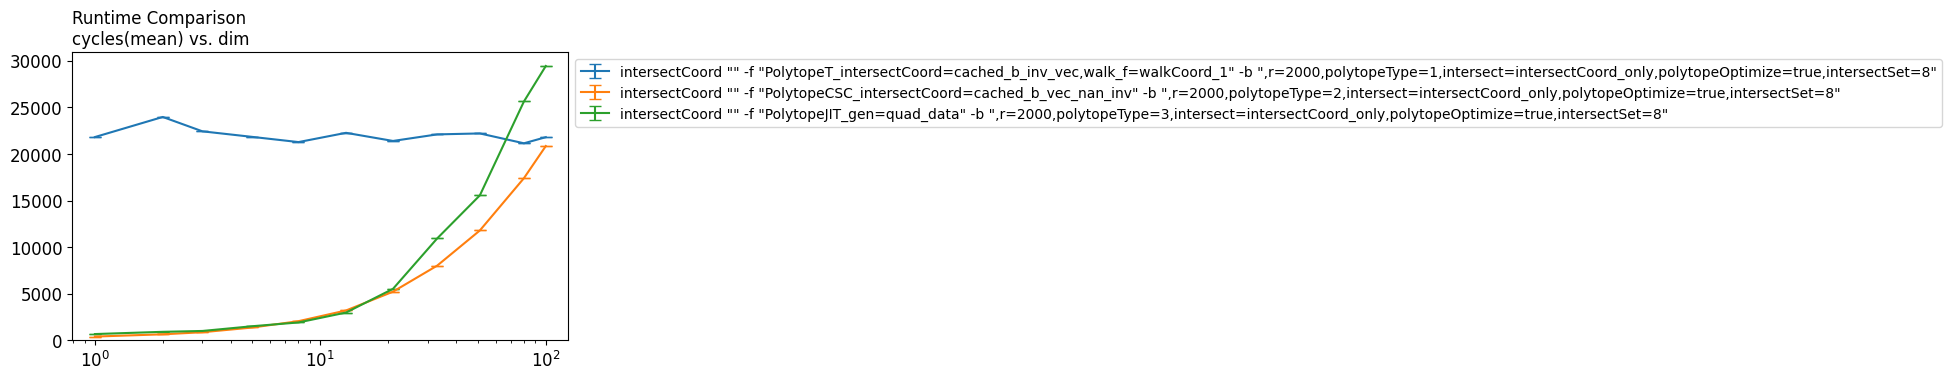 Runtime Comparison
cycles(mean) vs. dim
30000
25000
20000
15000
10000
5000
0
10⁰
10¹
10²
intersectCoord "" -f "PolytopeT_intersectCoord=cached_b_inv_vec,walk_f=walkCoord_1" -b ",r=2000,polytopeType=1,intersect=intersectCoord_only,polytopeOptimize=true,intersectSet=8"
intersectCoord "" -f "PolytopeCSC_intersectCoord=cached_b_vec_nan_inv" -b ",r=2000,polytopeType=2,intersect=intersectCoord_only,polytopeOptimize=true,intersectSet=8"
intersectCoord "" -f "PolytopeJIT_gen=quad_data" -b ",r=2000,polytopeType=3,intersect=intersectCoord_only,polytopeOptimize=true,intersectSet=8"